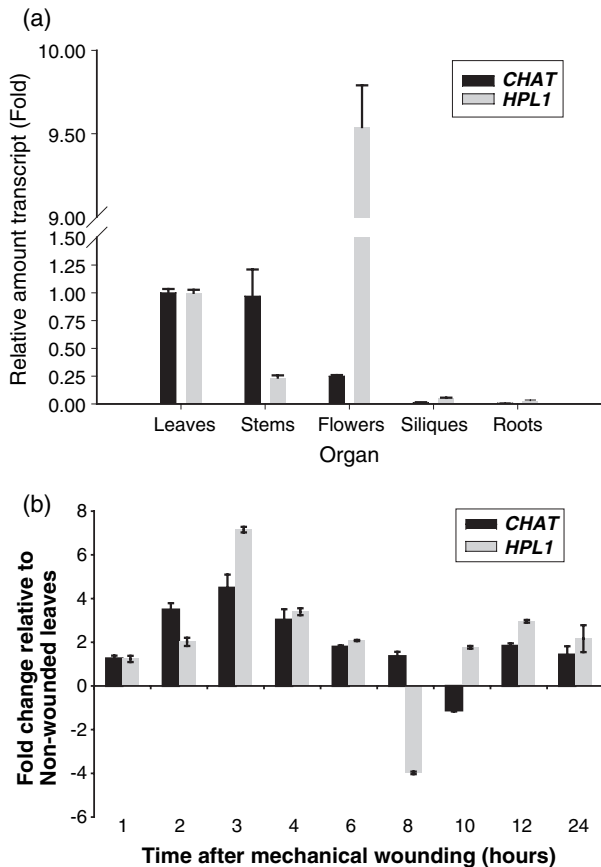 (a)
10.00
9.50
9.00
1.50
1.25
1.00
0.75
0.50
0.25
0.00
Relative amount transcript (Fold)
CHAT
HPL1
Leaves Stems Flowers Siliques Roots
Organ
(b)
8
6
4
2
0
-2
-4
-6
Fold change relative to
Non-wounded leaves
CHAT
HPL1
1 2 3 4 6 8 10 12 24
Time after mechanical wounding (hours)